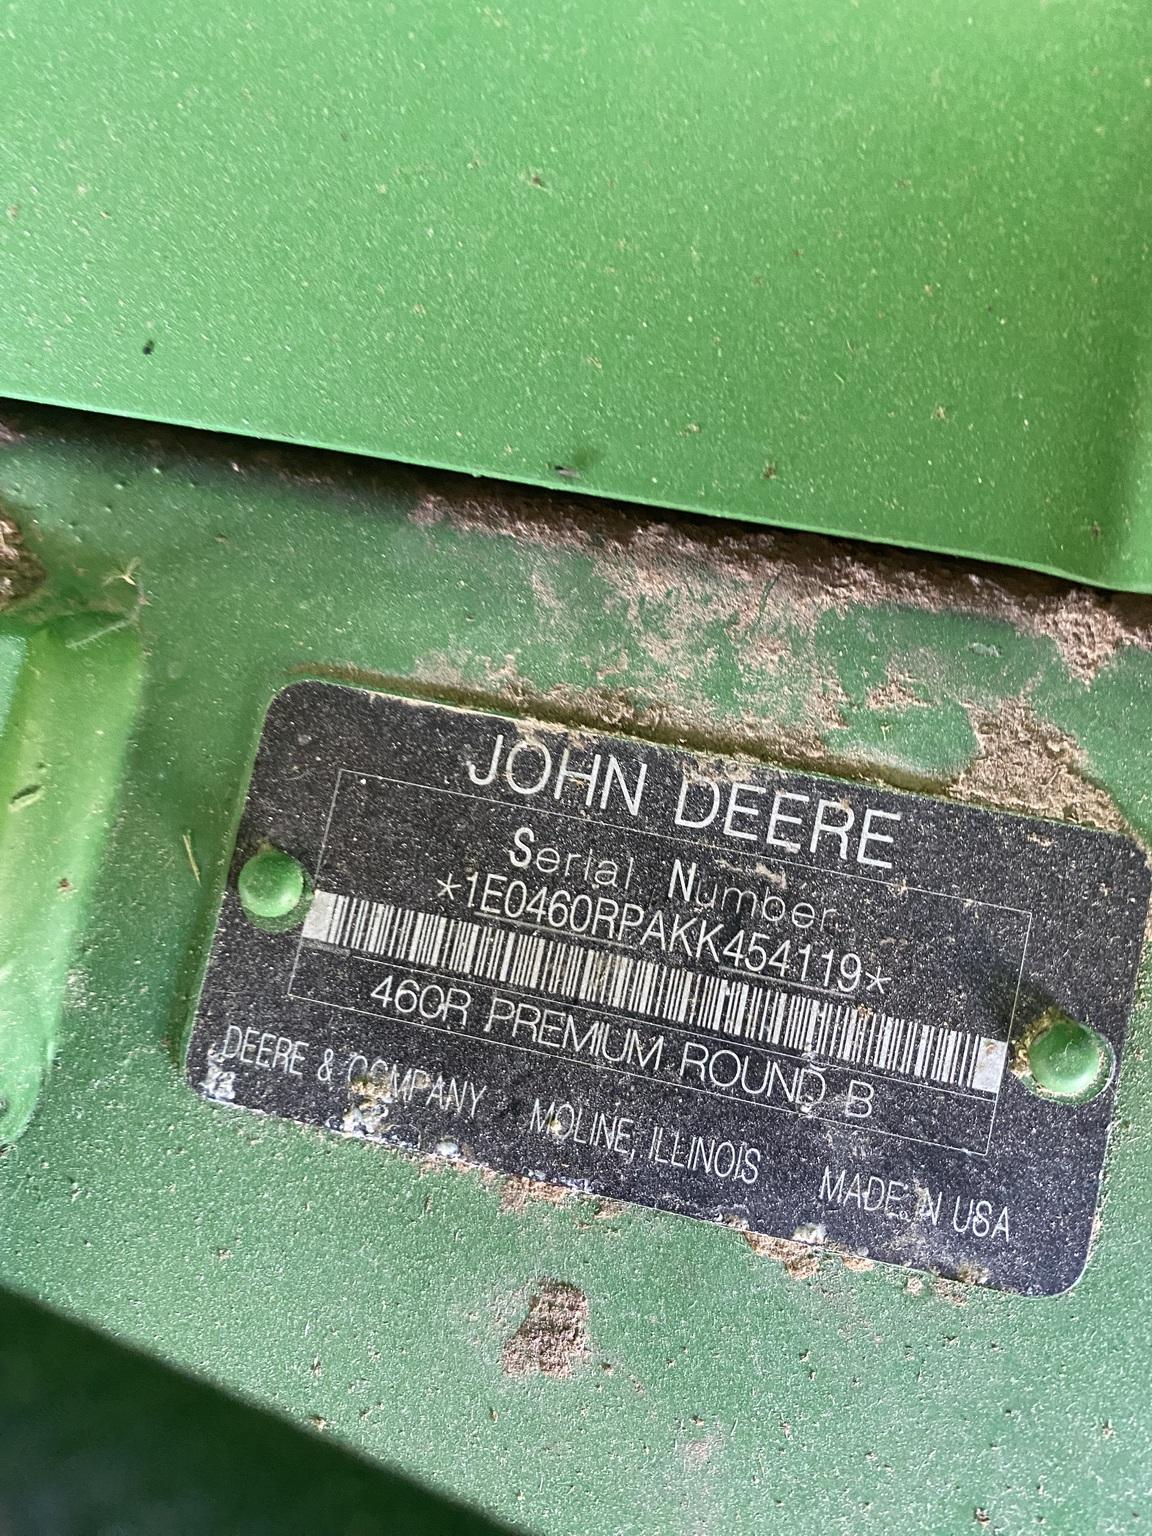 JOHN DEERE
Serial Number
*1E0460RPAKK454119*
460R PREMIUM ROUND B
DEERE & COMPANY MOLINE, ILLINOIS MADE IN USA